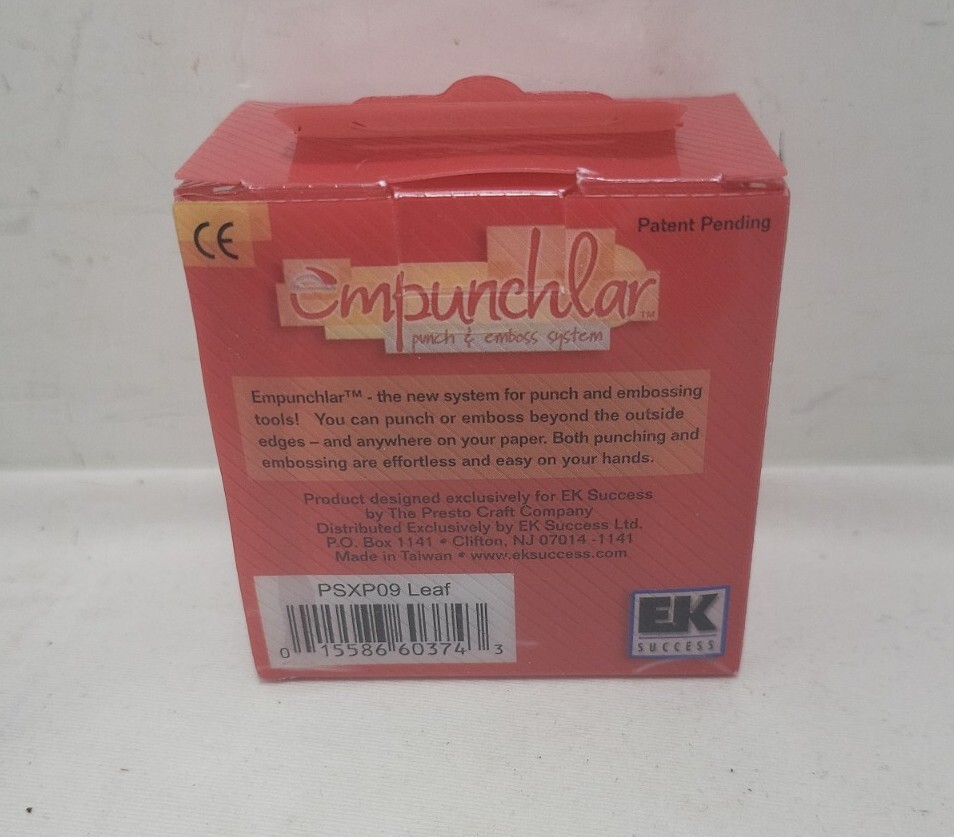 CE
Patent Pending
empunchlar™
punch & emboss system
Empunchlar™ - the new system for punch and embossing
tools! You can punch or emboss beyond the outside
edges – and anywhere on your paper. Both punching and
embossing are effortless and easy on your hands.
Product designed exclusively for EK Success
by The Presto Craft Company
Distributed Exclusively by EK Success Ltd.
P.O. Box 1141 • Clifton, NJ 07014 -1141
Made in Taiwan • www.eksuccess.com
PSXP09 Leaf
0 15586 60374 3
EK
SUCCESS